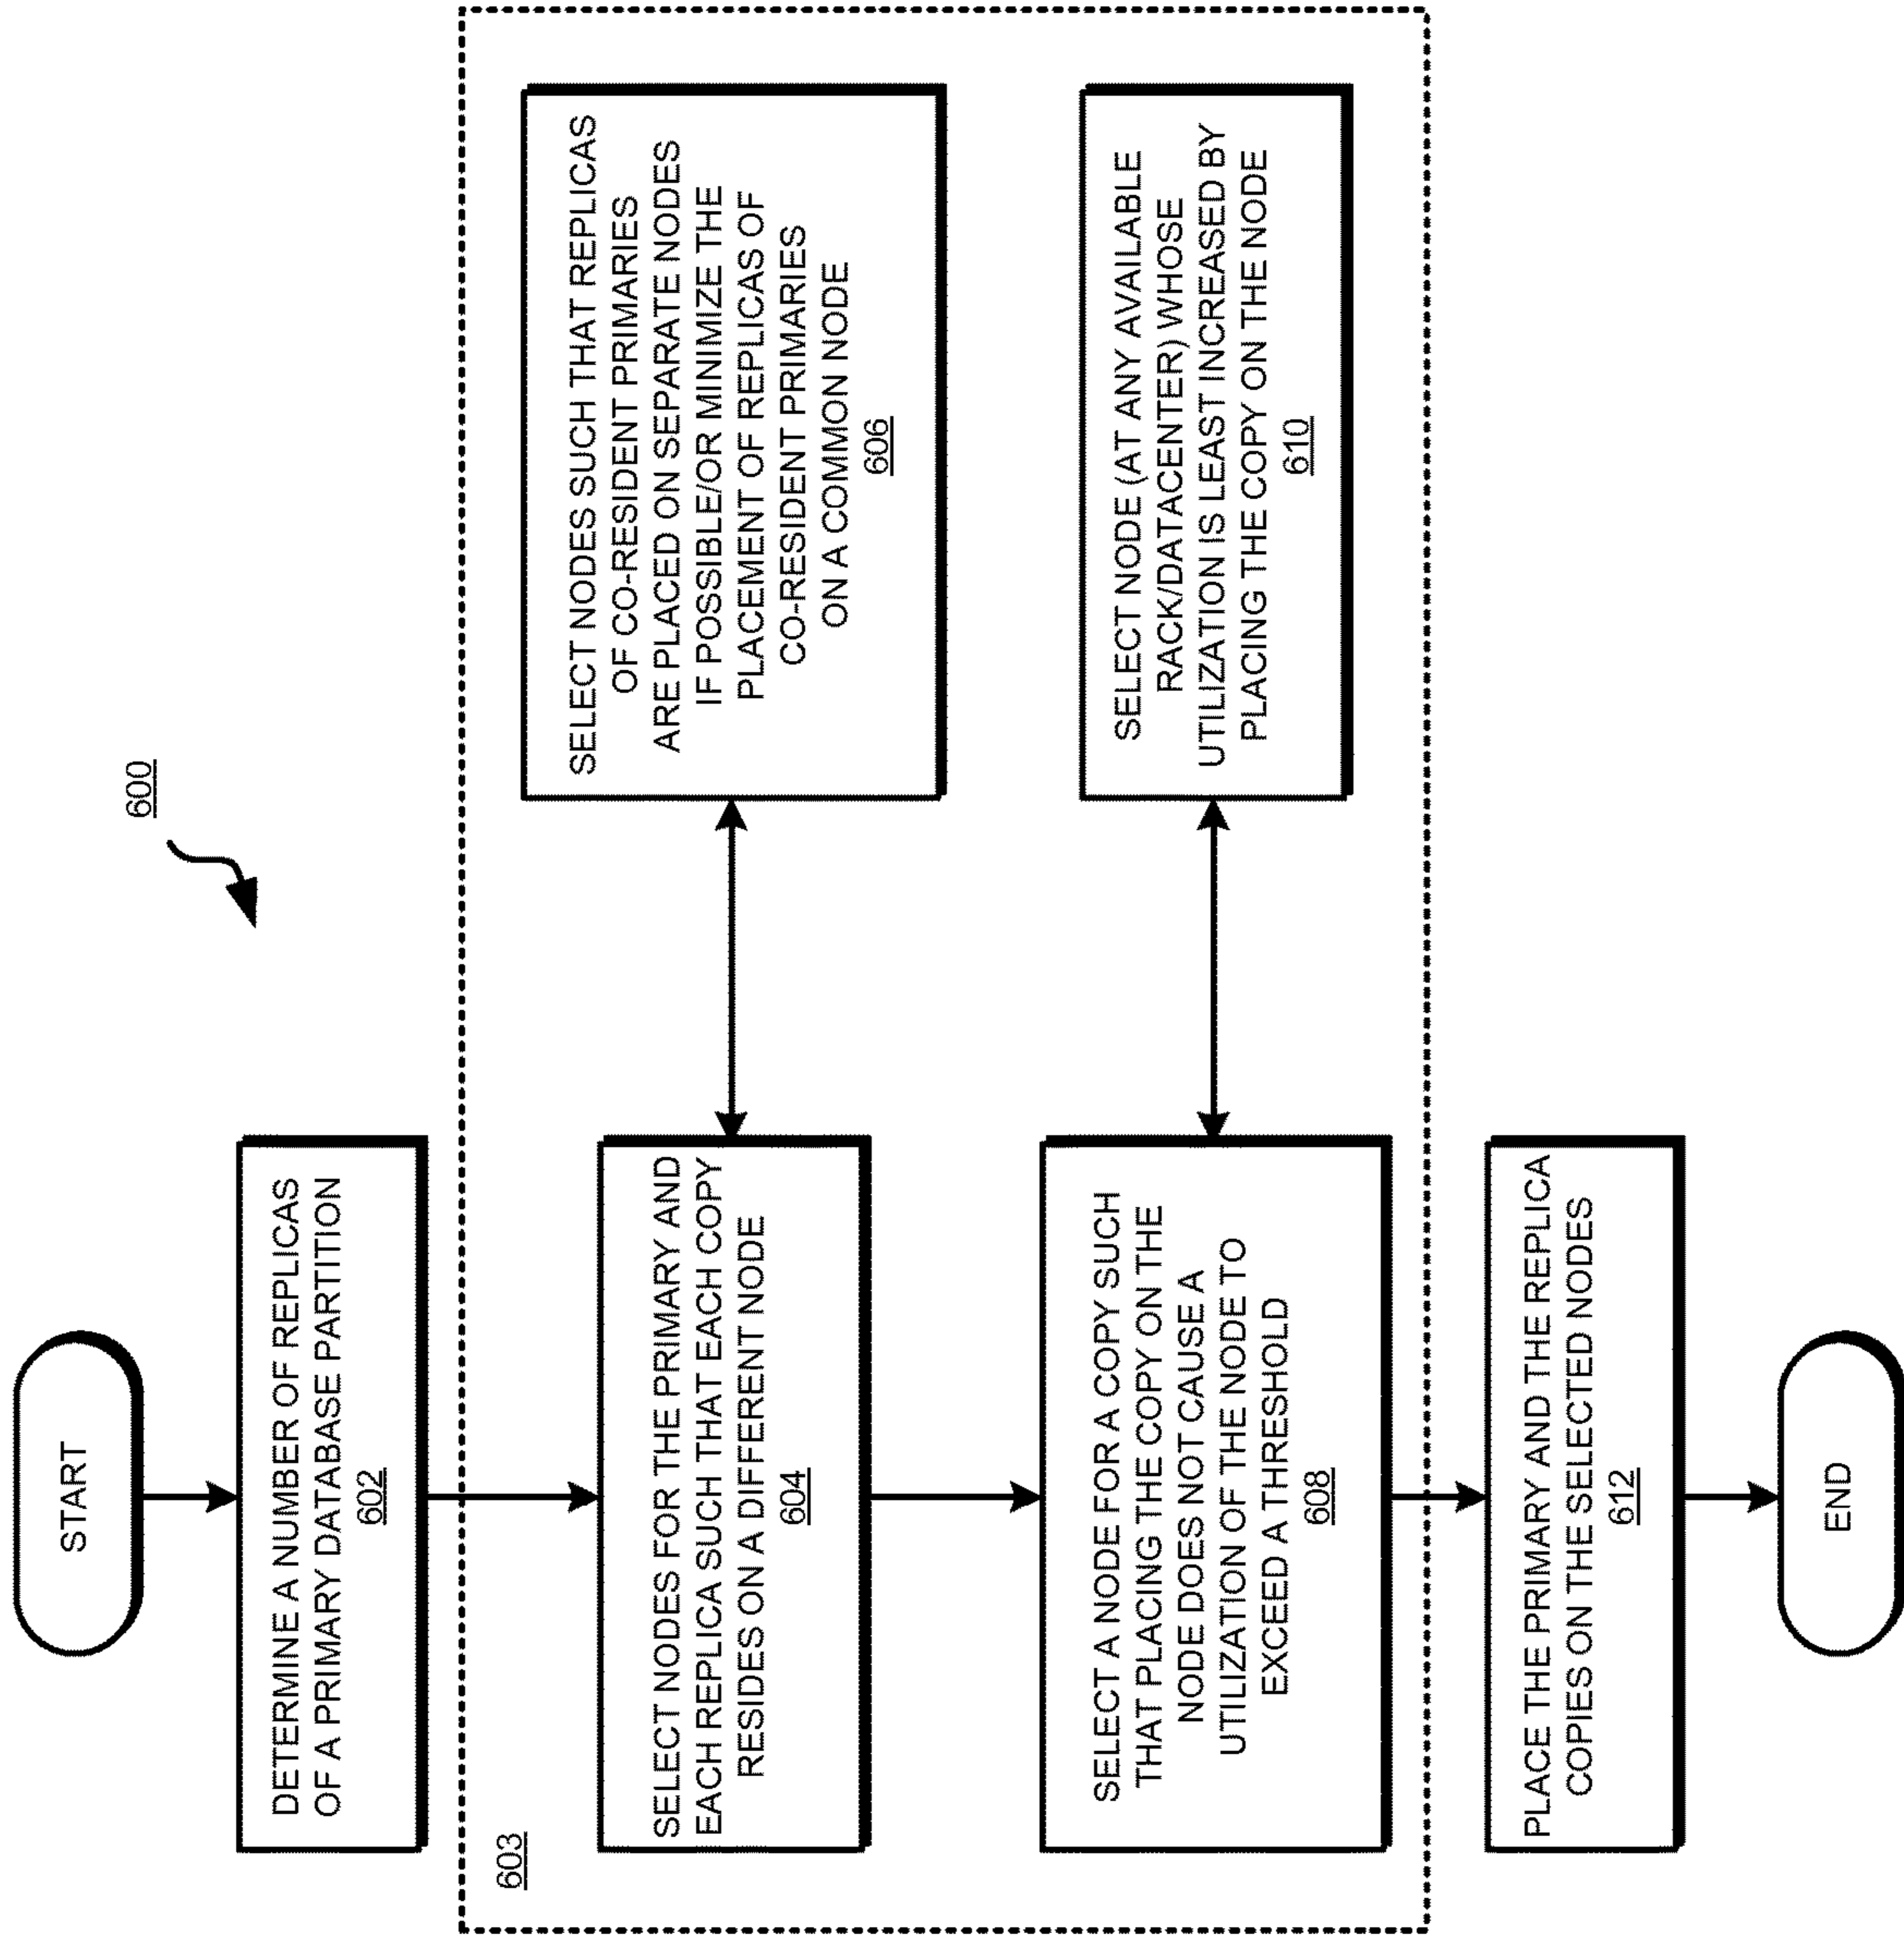 600
START
DETERMINE A NUMBER OF REPLICAS
OF A PRIMARY DATABASE PARTITION
602
603
SELECT NODES FOR THE PRIMARY AND
EACH REPLICA SUCH THAT EACH COPY
RESIDES ON A DIFFERENT NODE
604
SELECT NODES SUCH THAT REPLICAS
OF CO-RESIDENT PRIMARIES
ARE PLACED ON SEPARATE NODES
IF POSSIBLE/OR MINIMIZE THE
PLACEMENT OF REPLICAS OF
CO-RESIDENT PRIMARIES
ON A COMMON NODE
606
SELECT A NODE FOR A COPY SUCH
THAT PLACING THE COPY ON THE
NODE DOES NOT CAUSE A
UTILIZATION OF THE NODE TO
EXCEED A THRESHOLD
608
SELECT NODE (AT ANY AVAILABLE
RACK/DATACENTER) WHOSE
UTILIZATION IS LEAST INCREASED BY
PLACING THE COPY ON THE NODE
610
PLACE THE PRIMARY AND THE REPLICA
COPIES ON THE SELECTED NODES
612
END